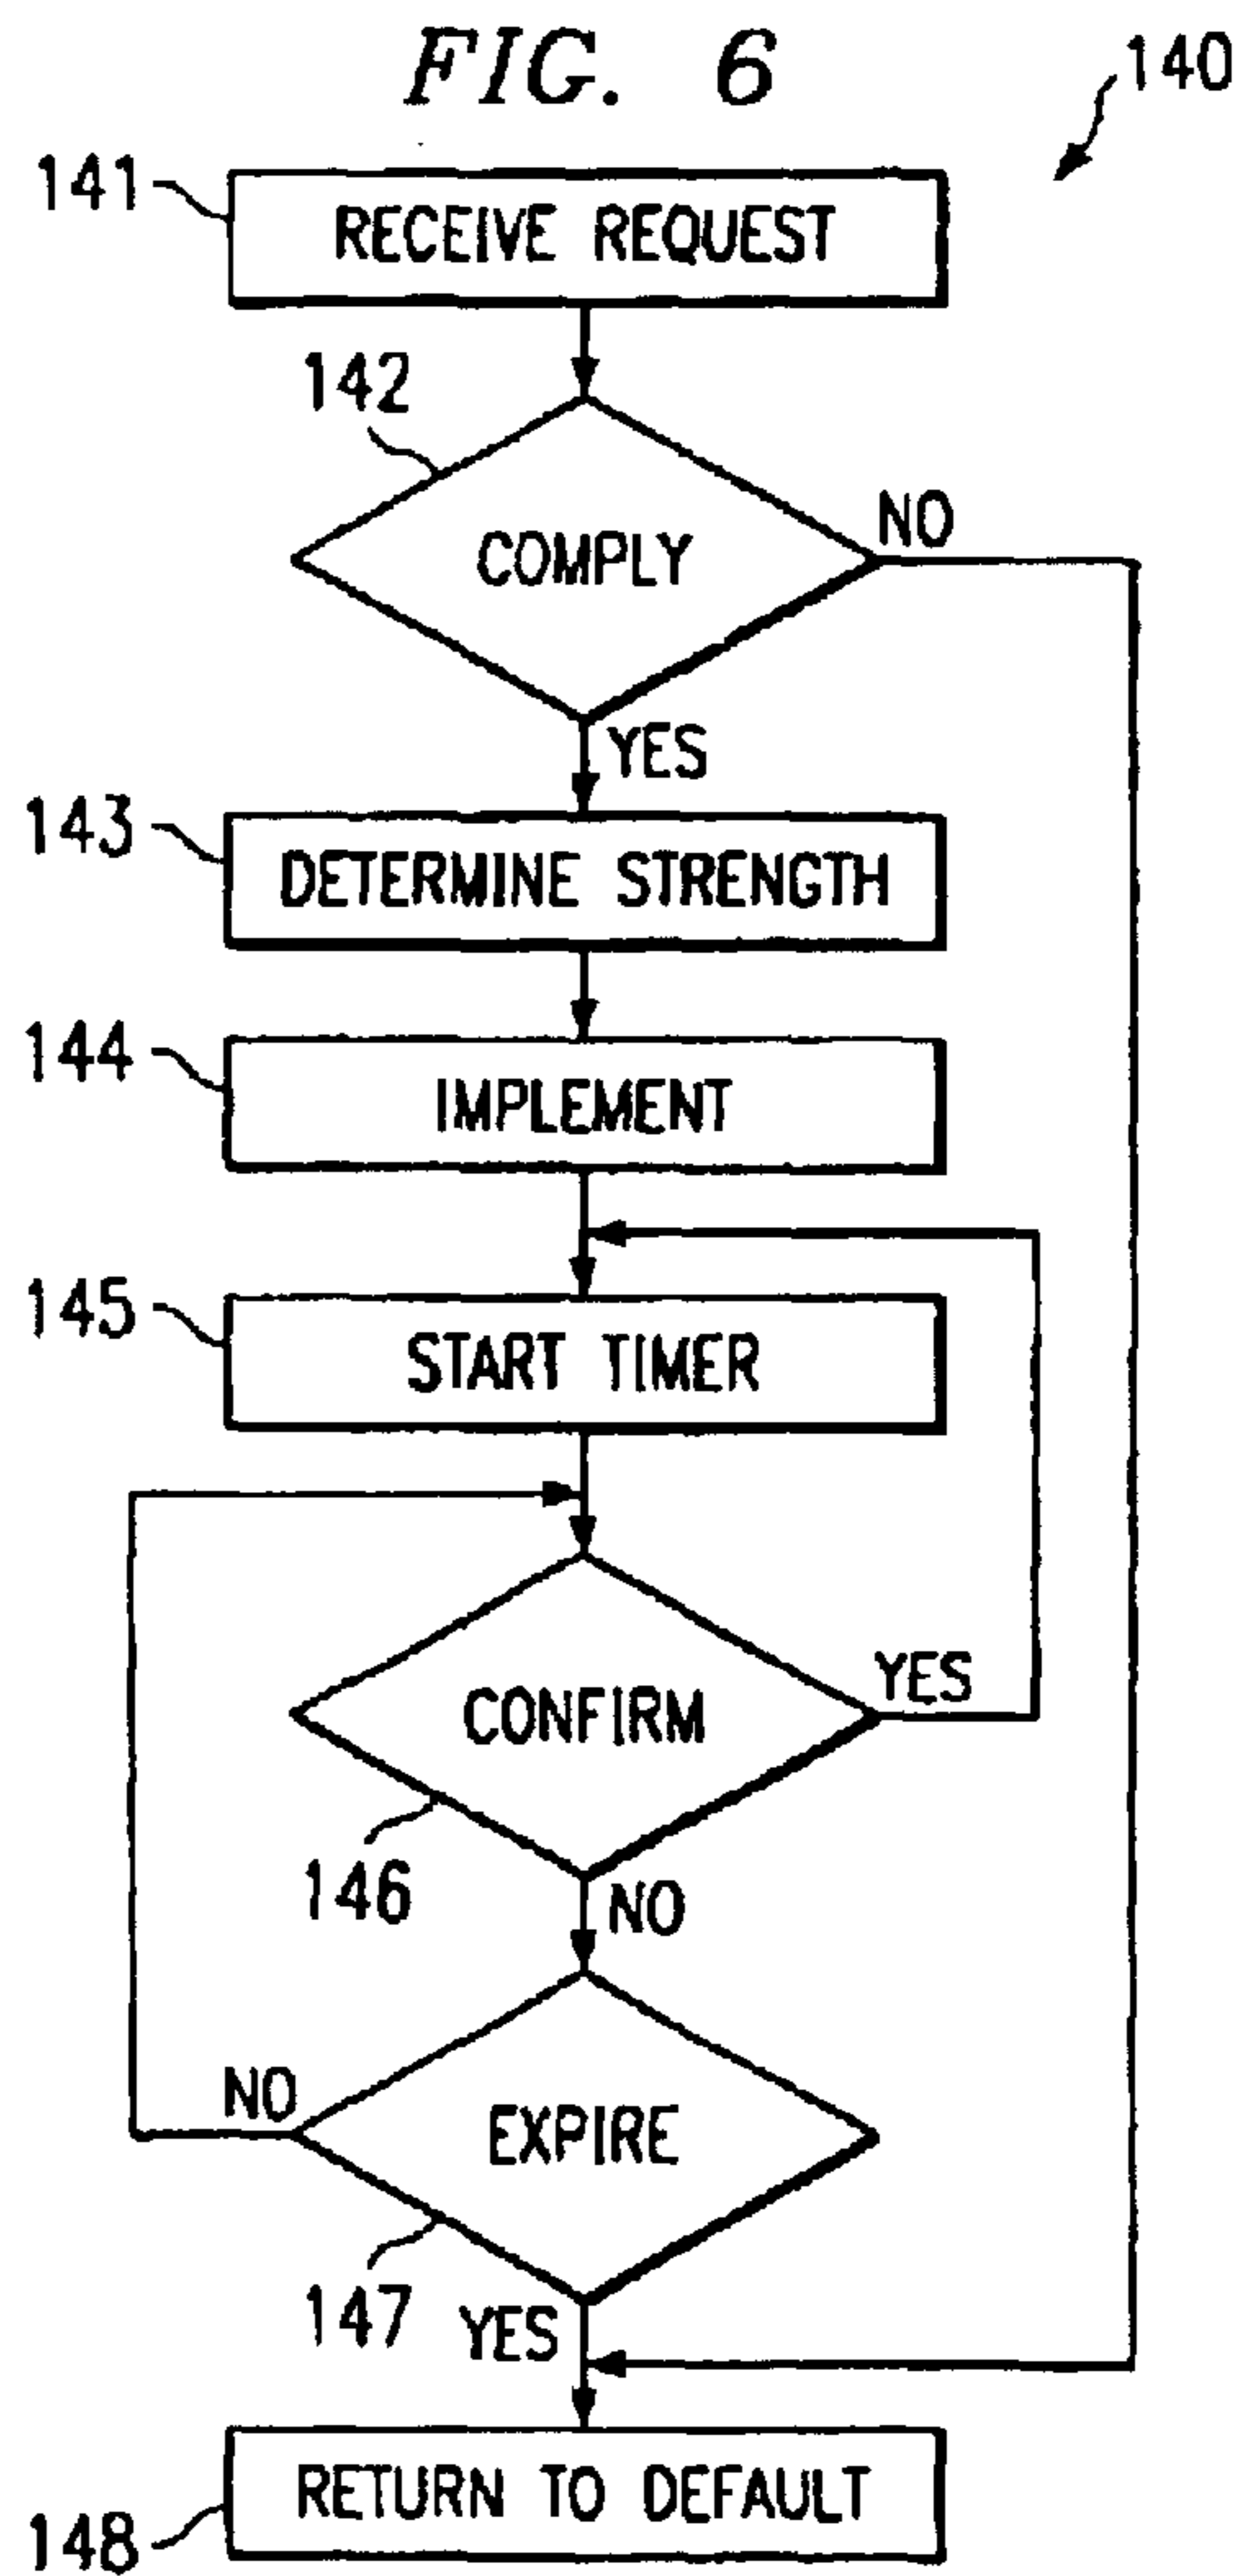 FIG. 6
140
141
RECEIVE REQUEST
142
COMPLY
NO
YES
143
DETERMINE STRENGTH
144
IMPLEMENT
145
START TIMER
CONFIRM
YES
146
NO
NO
EXPIRE
147
YES
RETURN TO DEFAULT
148